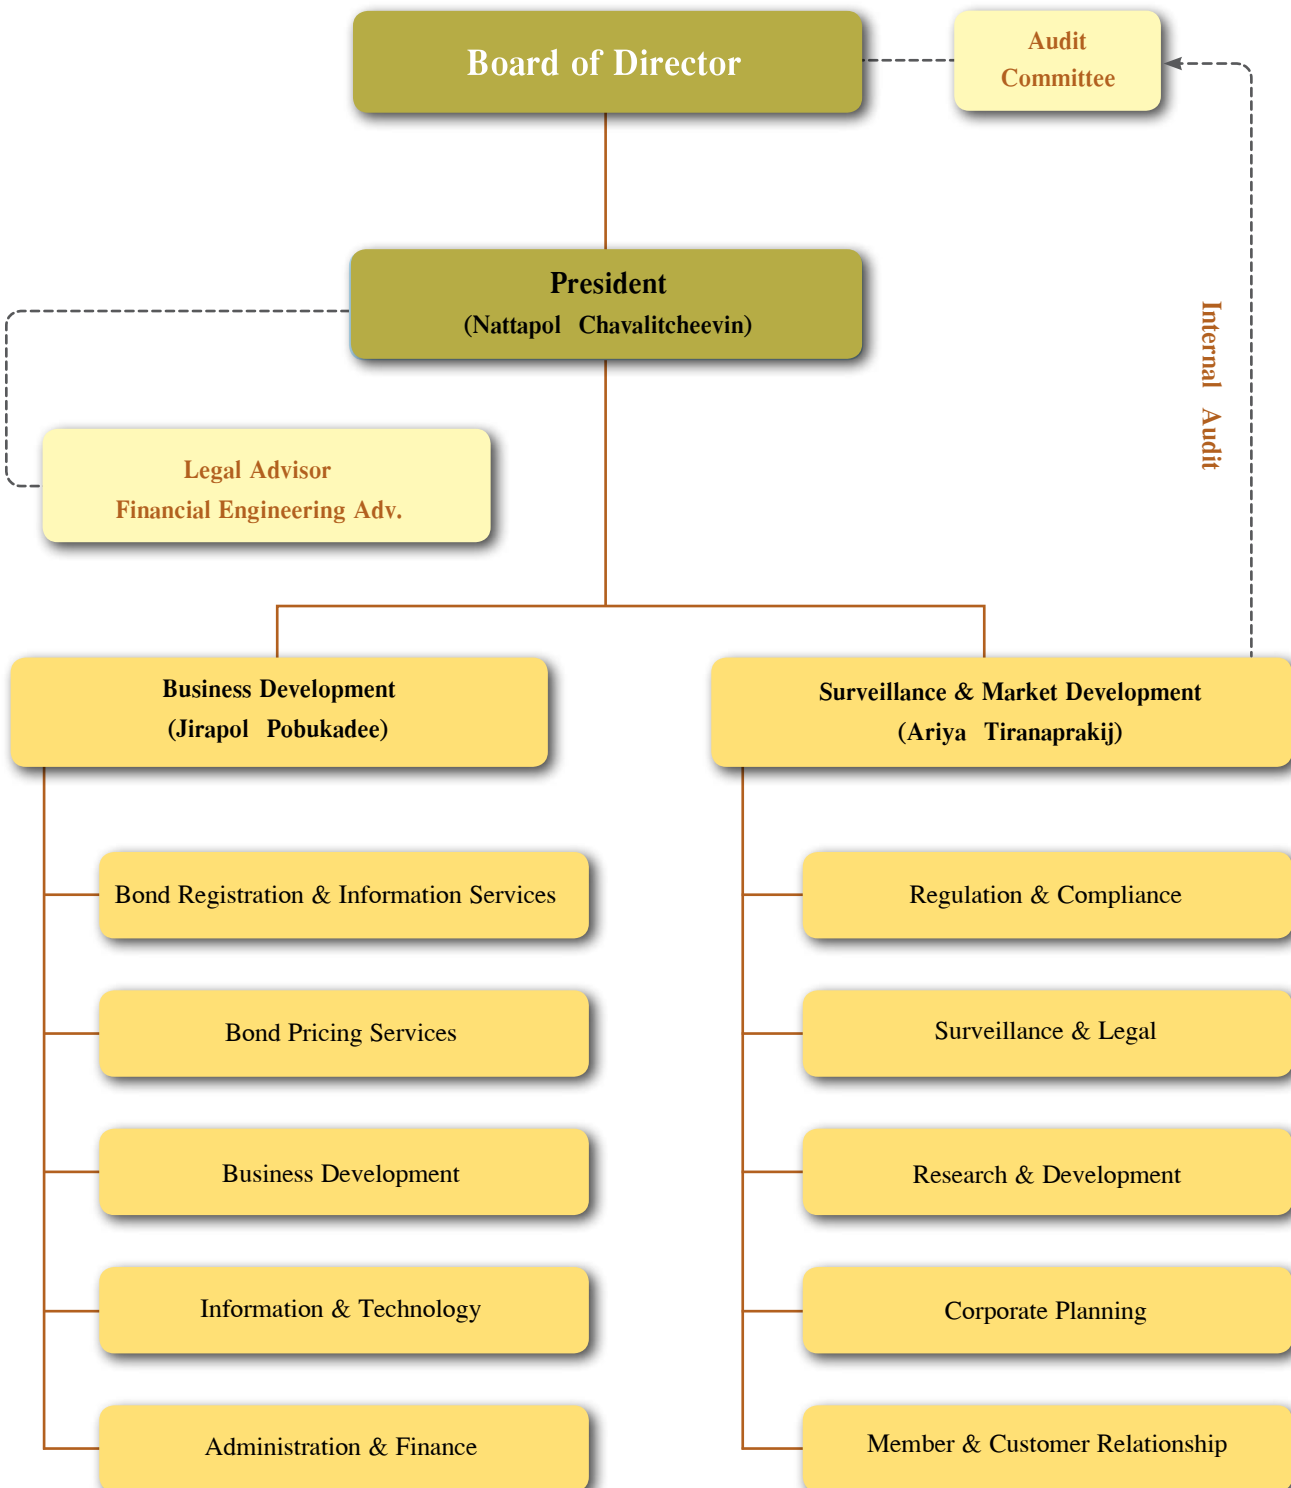 Board of Director
Audit
Committee
President
(Nattapol Chavalitcheevin)
Internal Audit
Legal Advisor
Financial Engineering Adv.
Business Development
(Jirapol Pobukadee)
Surveillance & Market Development
(Ariya Tiranaprakij)
Bond Registration & Information Services
Regulation & Compliance
Bond Pricing Services
Surveillance & Legal
Business Development
Research & Development
Information & Technology
Corporate Planning
Administration & Finance
Member & Customer Relationship